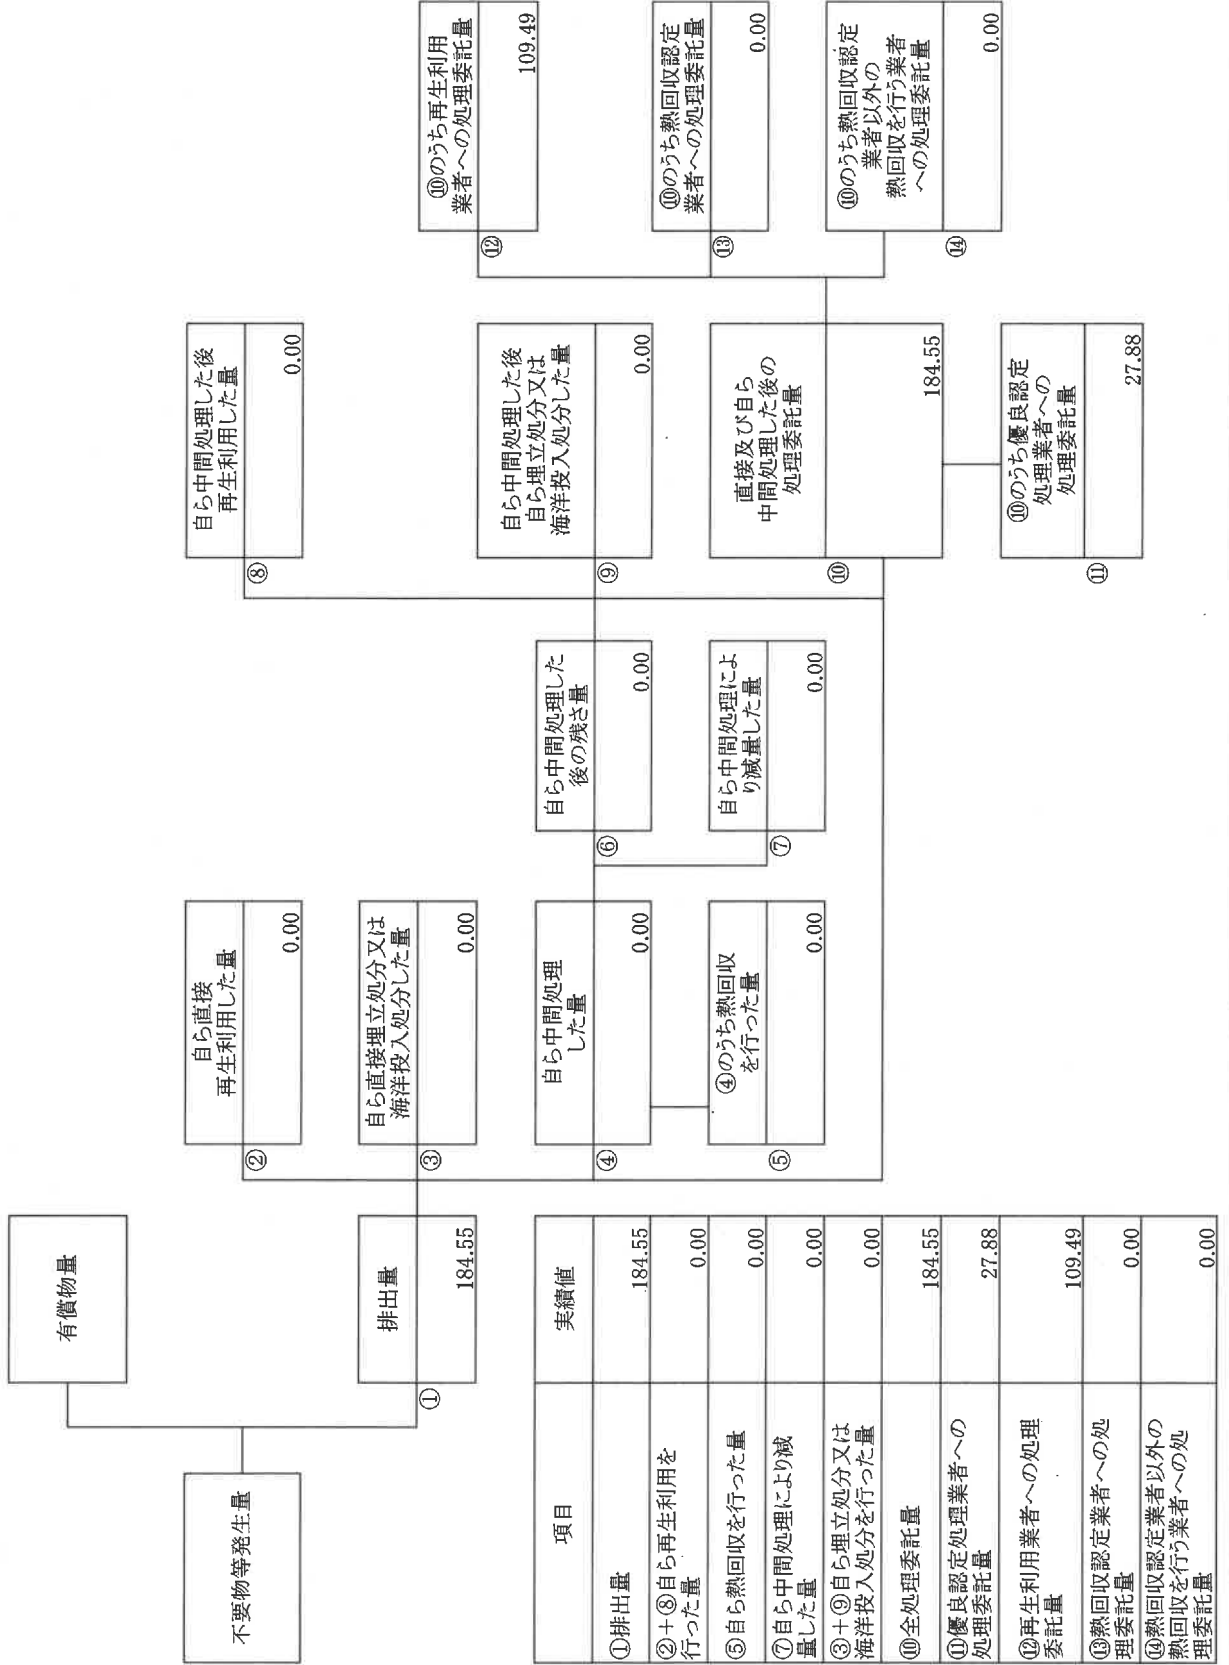 有償物量
不要物等発生量
①
排出量
184.55
②
自ら直接
再生利用した量
0.00
③
自ら直接埋立処分又は
海洋投入処分した量
0.00
④
自ら中間処理
した量
0.00
⑤
④のうち熱回収
を行った量
0.00
⑥
自ら中間処理した
後の残さ量
0.00
⑦
自ら中間処理によ
り減量した量
0.00
⑧
自ら中間処理した後
再生利用した量
0.00
⑨
自ら中間処理した後
自ら埋立処分又は
海洋投入処分した量
0.00
⑩
直接及び自ら
中間処理した後の
処理委託量
184.55
⑪
⑩のうち優良認定
処理業者への
処理委託量
27.88
⑫
⑩のうち再生利用
業者への処理委託量
109.49
⑬
⑩のうち熱回収認定
業者への処理委託量
0.00
⑭
⑩のうち熱回収認定
業者以外の
熱回収を行う業者
への処理委託量
0.00
項目
実績値
①排出量
184.55
②+⑧自ら再生利用を
行った量
0.00
⑤自ら熱回収を行った量
0.00
⑦自ら中間処理により減
量した量
0.00
③+⑨自ら埋立処分又は
海洋投入処分を行った量
0.00
⑩全処理委託量
184.55
⑪優良認定処理業者への
処理委託量
27.88
⑫再生利用業者への処理
委託量
109.49
⑬熱回収認定業者への処
理委託量
0.00
⑭熱回収認定業者以外の
熱回収を行う業者への処
理委託量
0.00